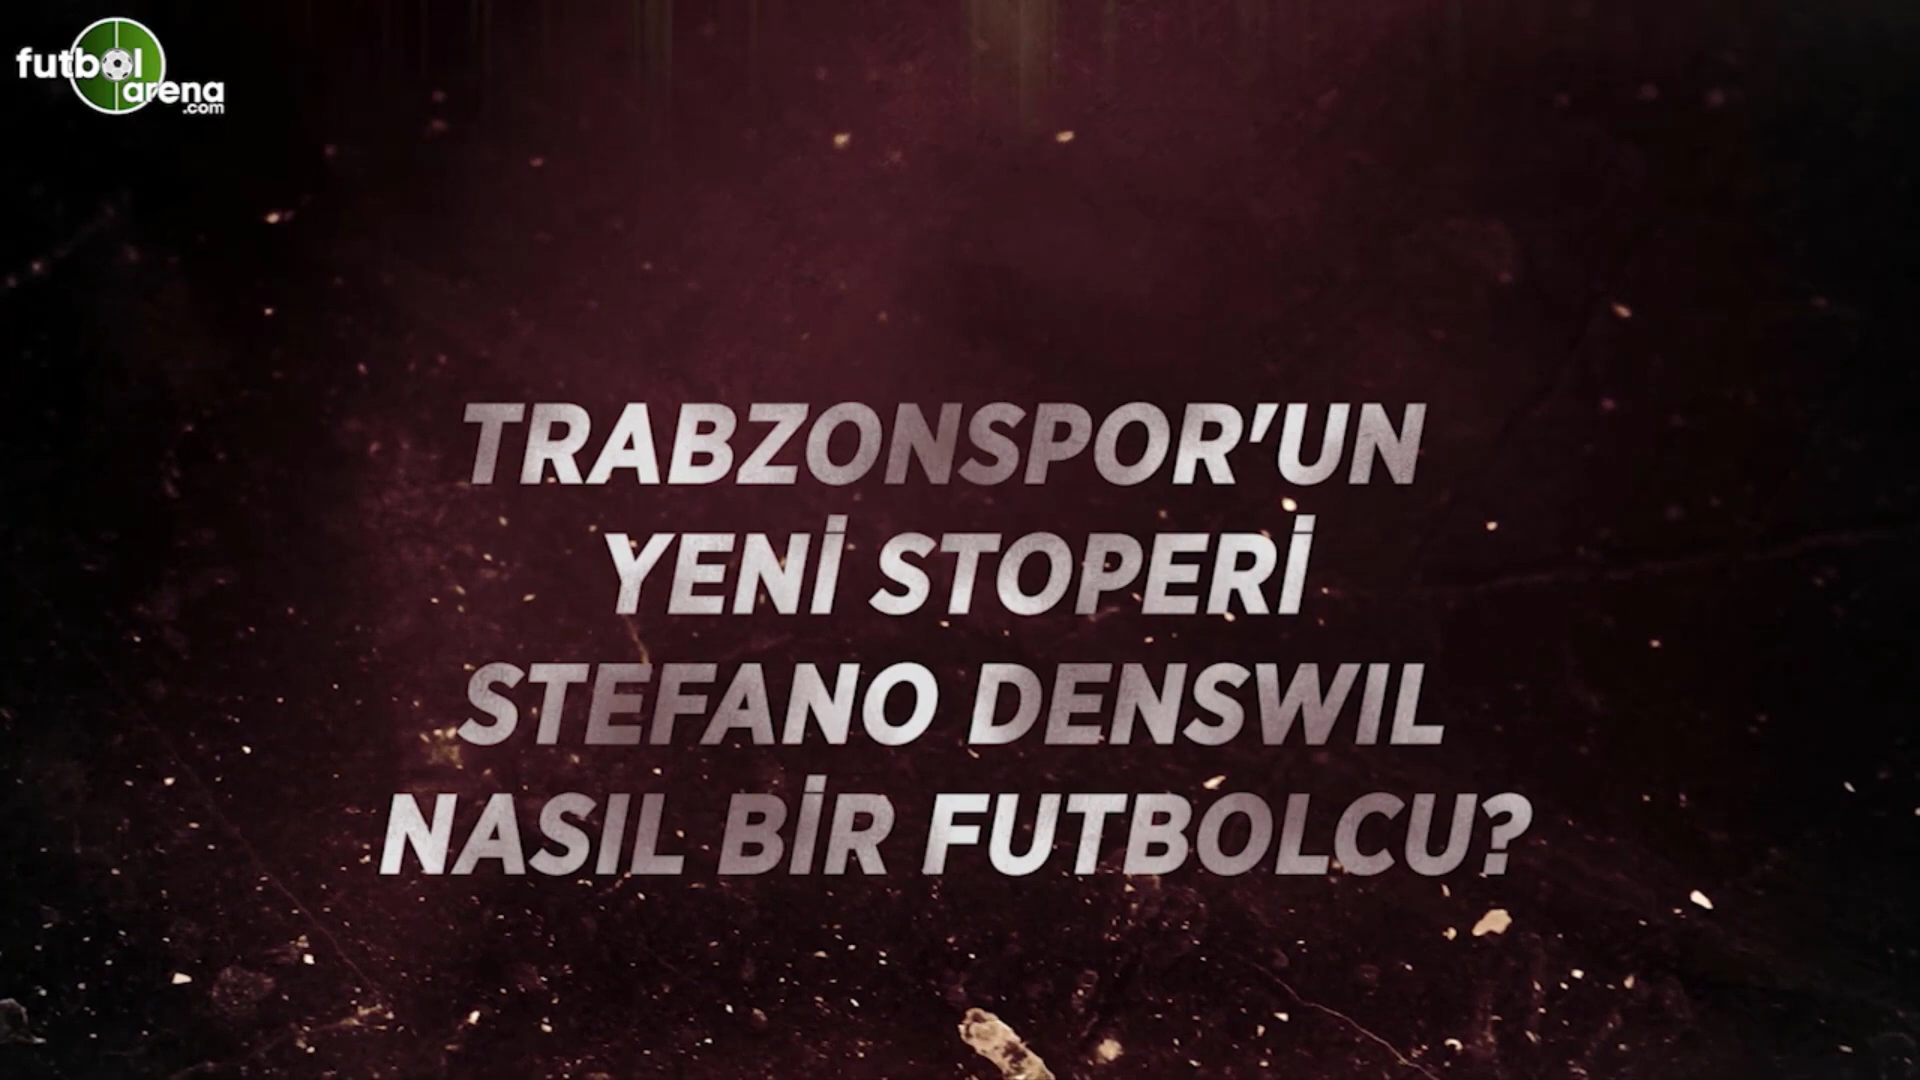 futbol
arena
.com
TRABZONSPOR'UN
YENİ STOPERİ
STEFANO DENSWIL
NASIL BİR FUTBOLCU?